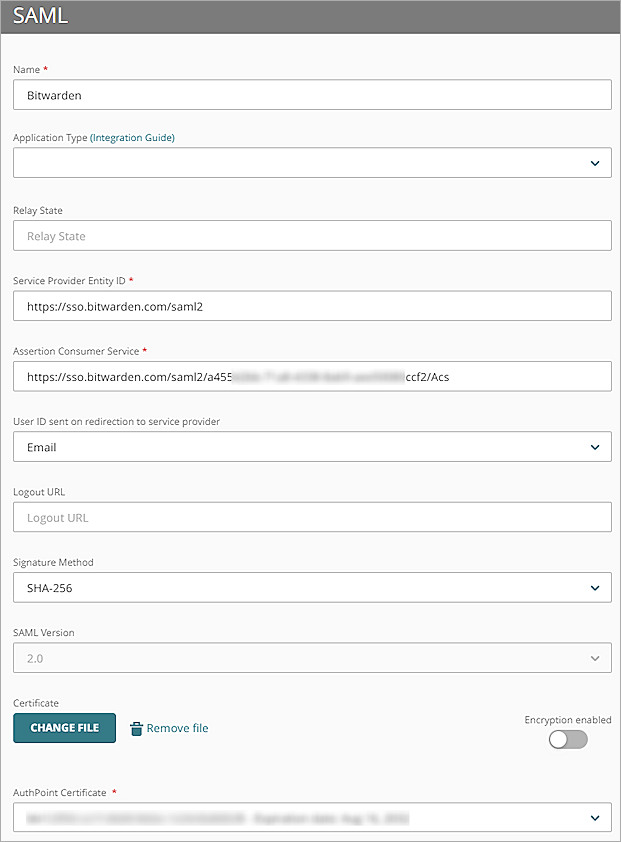 SAML
Name *
Bitwarden
Application Type (Integration Guide)
Relay State
Relay State
Service Provider Entity ID *
https://sso.bitwarden.com/saml2
Assertion Consumer Service *
https://sso.bitwarden.com/saml2/a455 ccf2/Acs
User ID sent on redirection to service provider
Email
Logout URL
Logout URL
Signature Method
SHA-256
SAML Version
2.0
Certificate
CHANGE FILE
Remove file
Encryption enabled
AuthPoint Certificate *